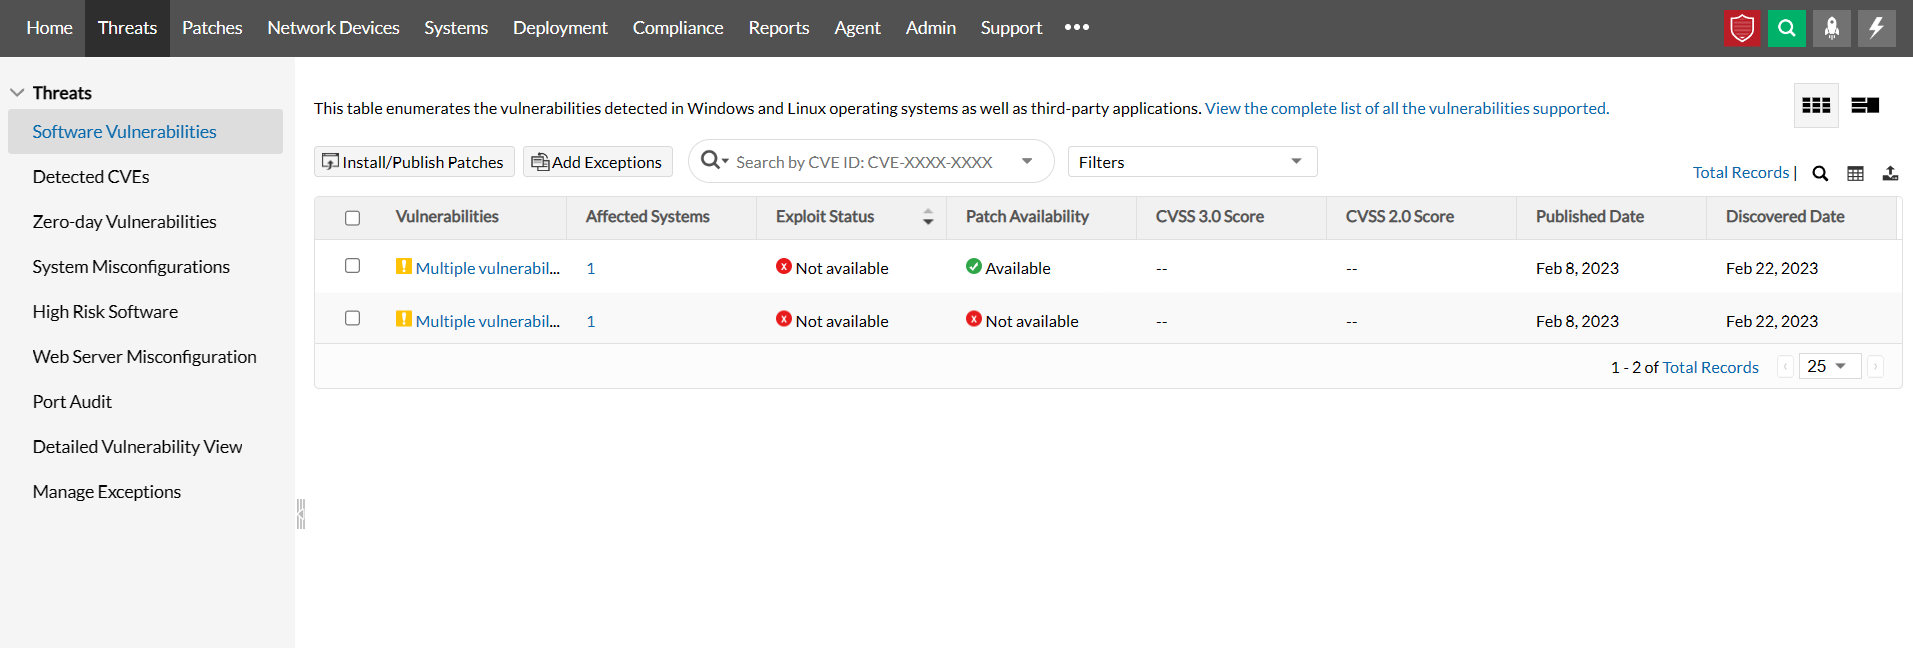 Home Threats Patches Network Devices Systems Deployment Compliance Reports Agent Admin Support •••
Threats
Software Vulnerabilities
Detected CVEs
Zero-day Vulnerabilities
System Misconfigurations
High Risk Software
Web Server Misconfiguration
Port Audit
Detailed Vulnerability View
Manage Exceptions
This table enumerates the vulnerabilities detected in Windows and Linux operating systems as well as third-party applications. View the complete list of all the vulnerabilities supported.
Install/Publish Patches Add Exceptions Search by CVE ID: CVE-XXXX-XXXX Filters
Total Records |
Vulnerabilities Affected Systems Exploit Status Patch Availability CVSS 3.0 Score CVSS 2.0 Score Published Date Discovered Date
Multiple vulnerabil... 1 Not available Available -- -- Feb 8, 2023 Feb 22, 2023
Multiple vulnerabil... 1 Not available Not available -- -- Feb 8, 2023 Feb 22, 2023
1 - 2 of Total Records ‹ 25 ›